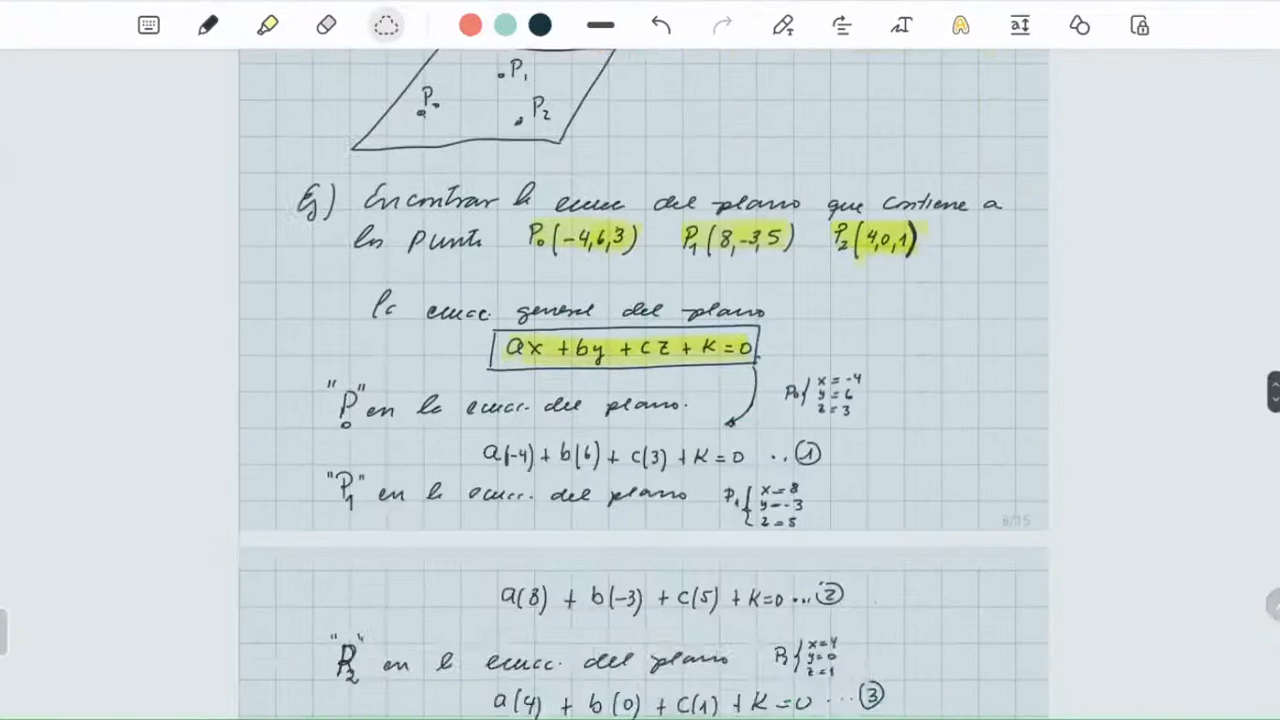 P₁
P₀
P₂
Ej) Encontrar la ecuac del plano que contiene a
los punto P₀(-4,6,3) P₁(8,-3,5) P₂(4,0,1)
la ecuac. general del plano
ax + by + cz + K = 0
"P₀" en la ecuac. del plano. P₀{ x = -4 y = 6 z = 3
a(-4) + b(6) + c(3) + K = 0 .. ①
"P₁" en la ecuac. del plano P₁{ x = 8 y = -3 z = 5
8/35
a(8) + b(-3) + c(5) + K=0 ... ②
"P₂" en la ecuac. del plano P₂{ x=4 y=0 z=1
a(4) + b(0) + c(1) + K = 0 ... ③